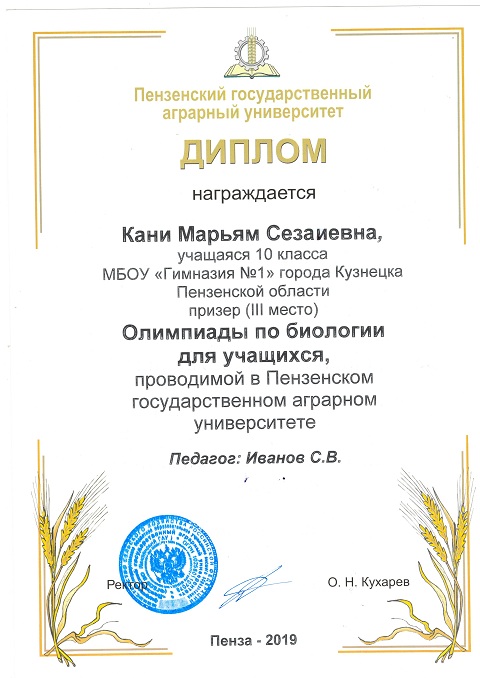 Пензенский государственный
аграрный университет
ДИПЛОМ
награждается
Кани Марьям Сезаиевна,
учащаяся 10 класса
МБОУ «Гимназия №1» города Кузнецка
Пензенской области
призер (III место)
Олимпиады по биологии
для учащихся,
проводимой в Пензенском
государственном аграрном
университете
Педагог: Иванов С.В.
Ректор
О. Н. Кухарев
Пенза - 2019